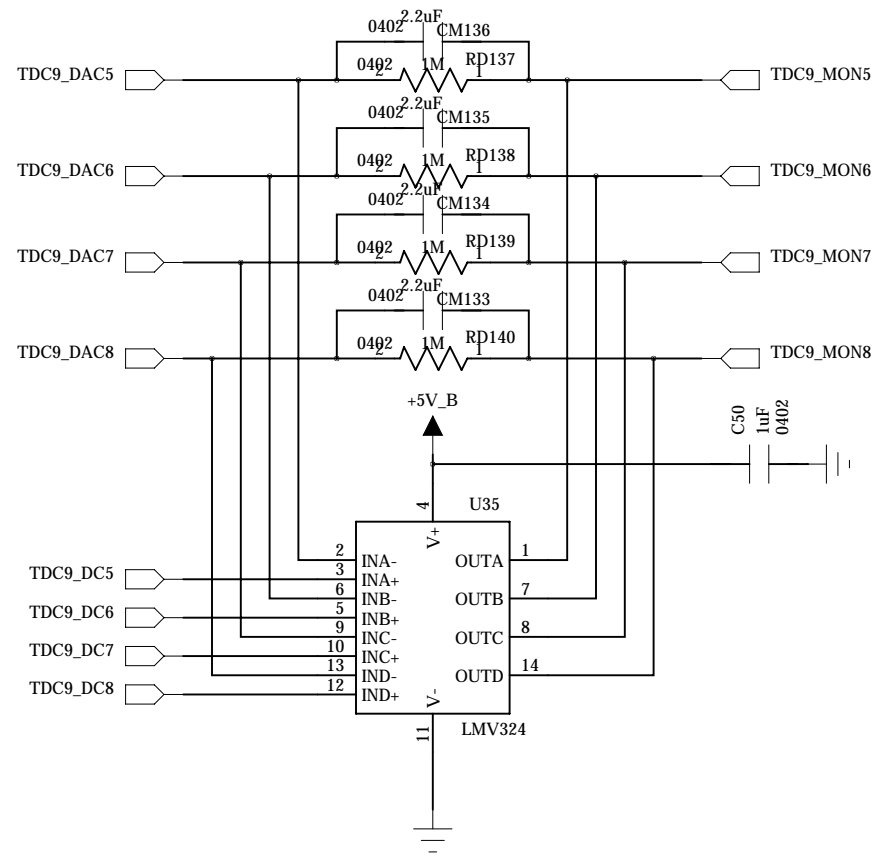 2.2uF
0402
CM136
TDC9_DAC5
0402
2
1M
RD137
1
TDC9_MON5
2.2uF
0402
CM135
TDC9_DAC6
0402
2
1M
RD138
1
TDC9_MON6
2.2uF
0402
CM134
TDC9_DAC7
0402
2
1M
RD139
1
TDC9_MON7
2.2uF
0402
CM133
TDC9_DAC8
0402
2
1M
RD140
1
TDC9_MON8
+5V_B
C50
1uF
0402
4
U35
V+
2
INA-
OUTA
1
TDC9_DC5
3
INA+
6
INB-
OUTB
7
TDC9_DC6
5
INB+
9
INC-
OUTC
8
TDC9_DC7
10
INC+
13
IND-
OUTD
14
TDC9_DC8
12
IND+
V-
11
LMV324